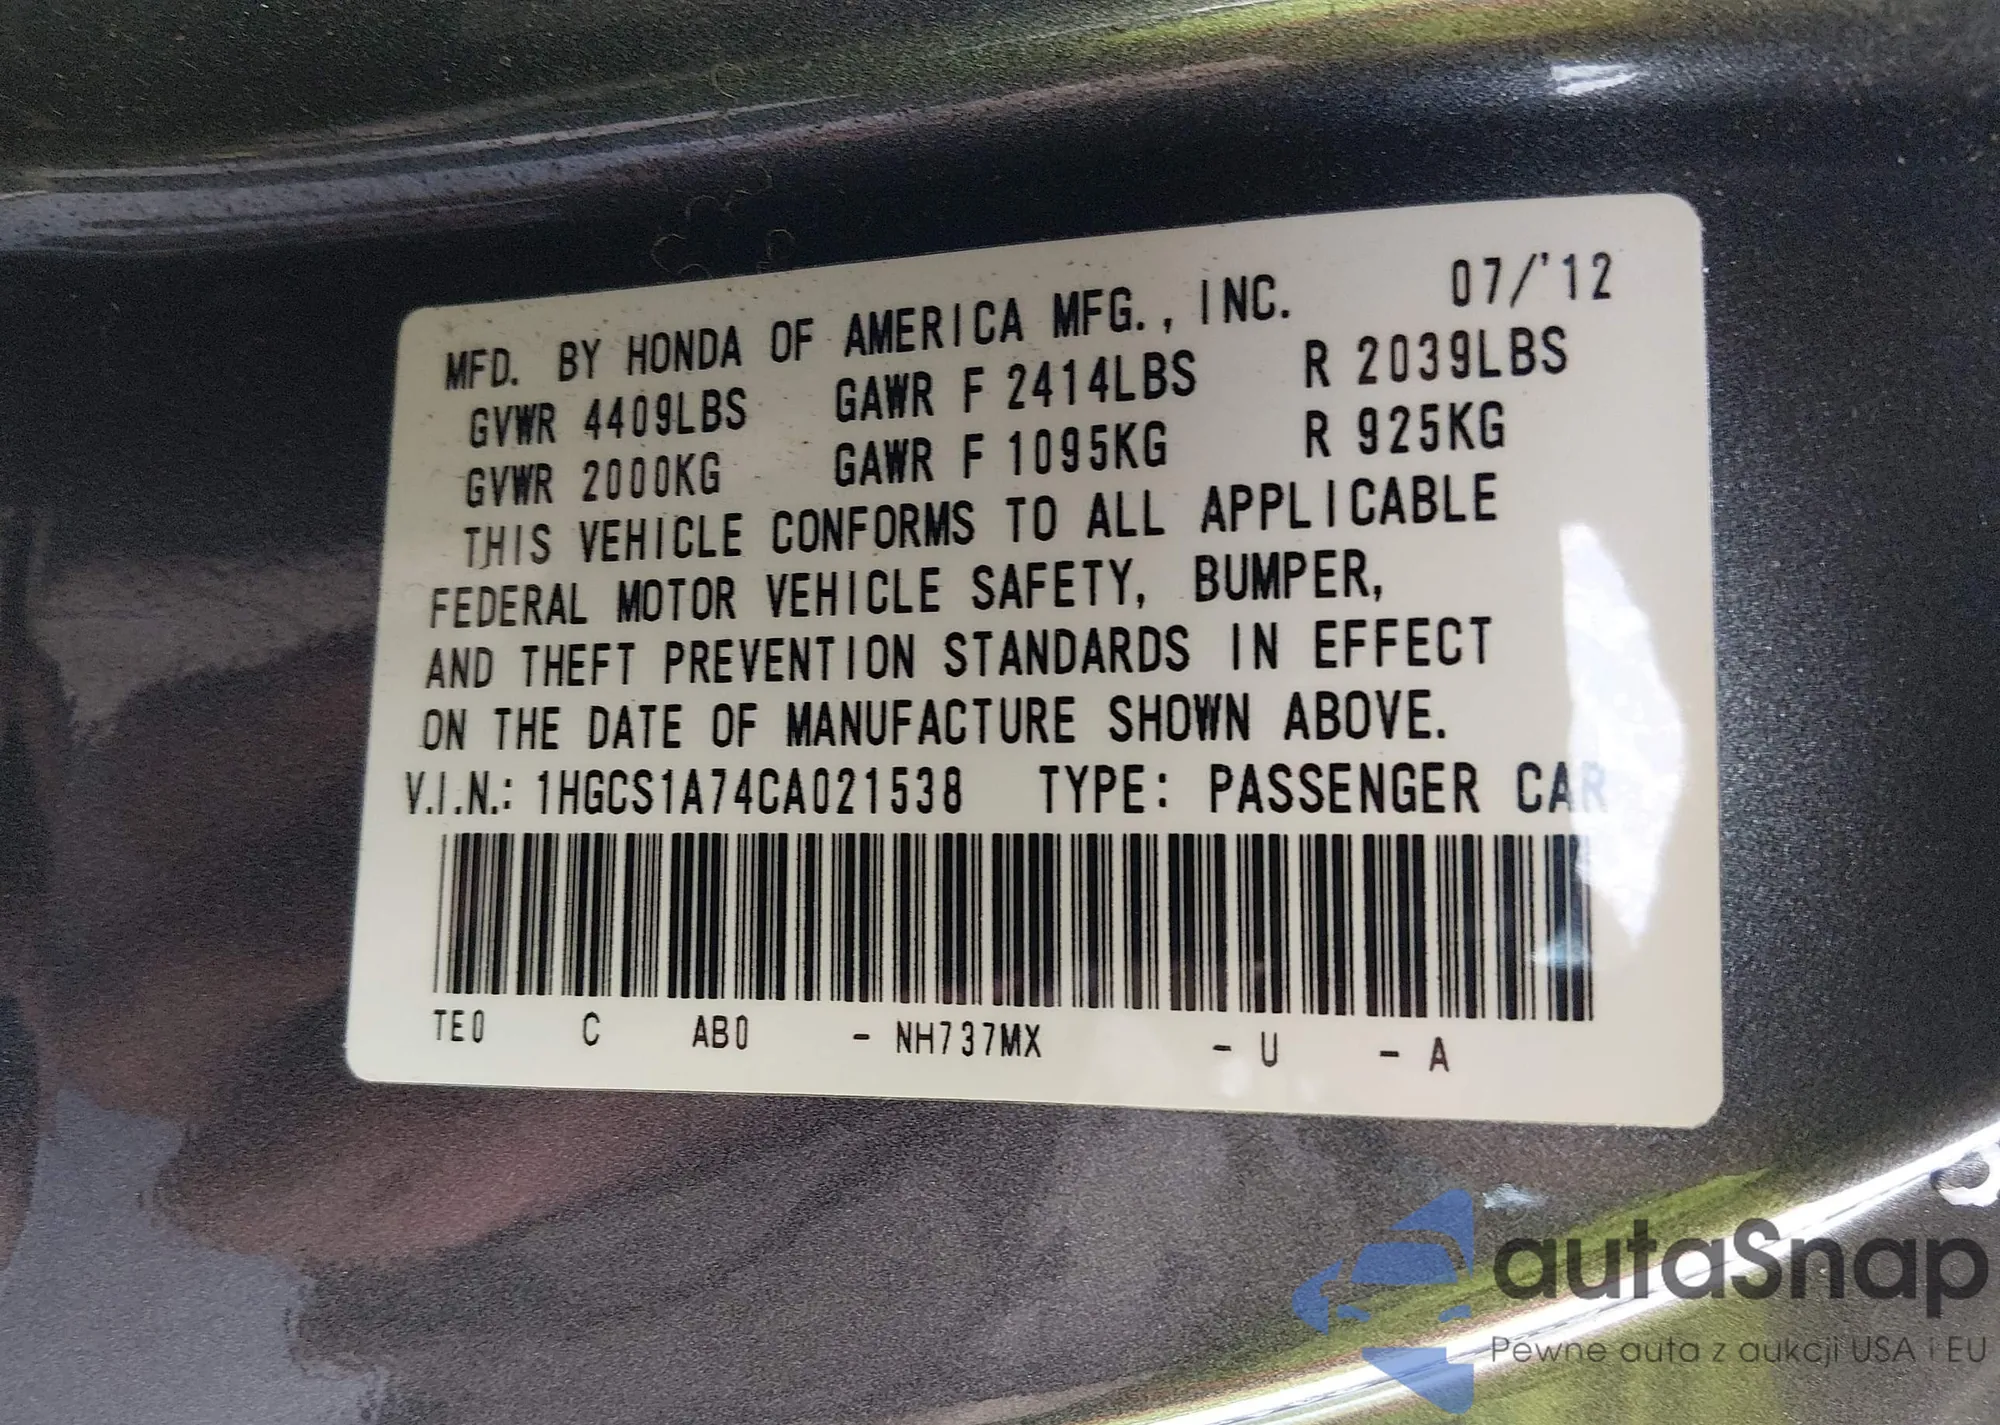 MFD. BY HONDA OF AMERICA MFG., INC. 07/'12
GVWR 4409LBS GAWR F 2414LBS R 2039LBS
GVWR 2000KG GAWR F 1095KG R 925KG
THIS VEHICLE CONFORMS TO ALL APPLICABLE
FEDERAL MOTOR VEHICLE SAFETY, BUMPER,
AND THEFT PREVENTION STANDARDS IN EFFECT
ON THE DATE OF MANUFACTURE SHOWN ABOVE.
V.I.N.: 1HGCS1A74CA021538 TYPE: PASSENGER CAR
TE0 C AB0 - NH737MX - U - A
autaSnap
Pewne auta z aukcji USA i EU